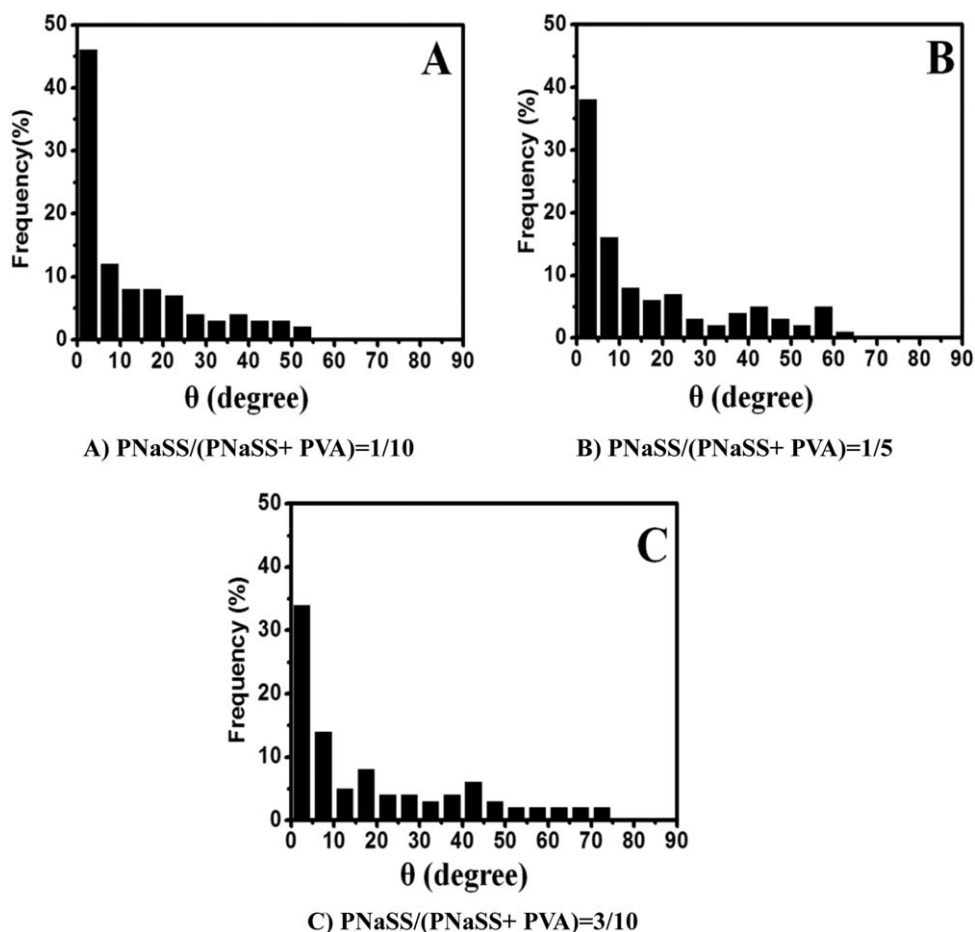 50
40
30
20
10
0
Frequency(%)
A
0 10 20 30 40 50 60 70 80 90
θ (degree)
A) PNaSS/(PNaSS+ PVA)=1/10
50
40
30
20
10
0
Frequency (%)
B
0 10 20 30 40 50 60 70 80 90
θ (degree)
B) PNaSS/(PNaSS+ PVA)=1/5
50
40
30
20
10
0
Frequency (%)
C
0 10 20 30 40 50 60 70 80 90
θ (degree)
C) PNaSS/(PNaSS+ PVA)=3/10